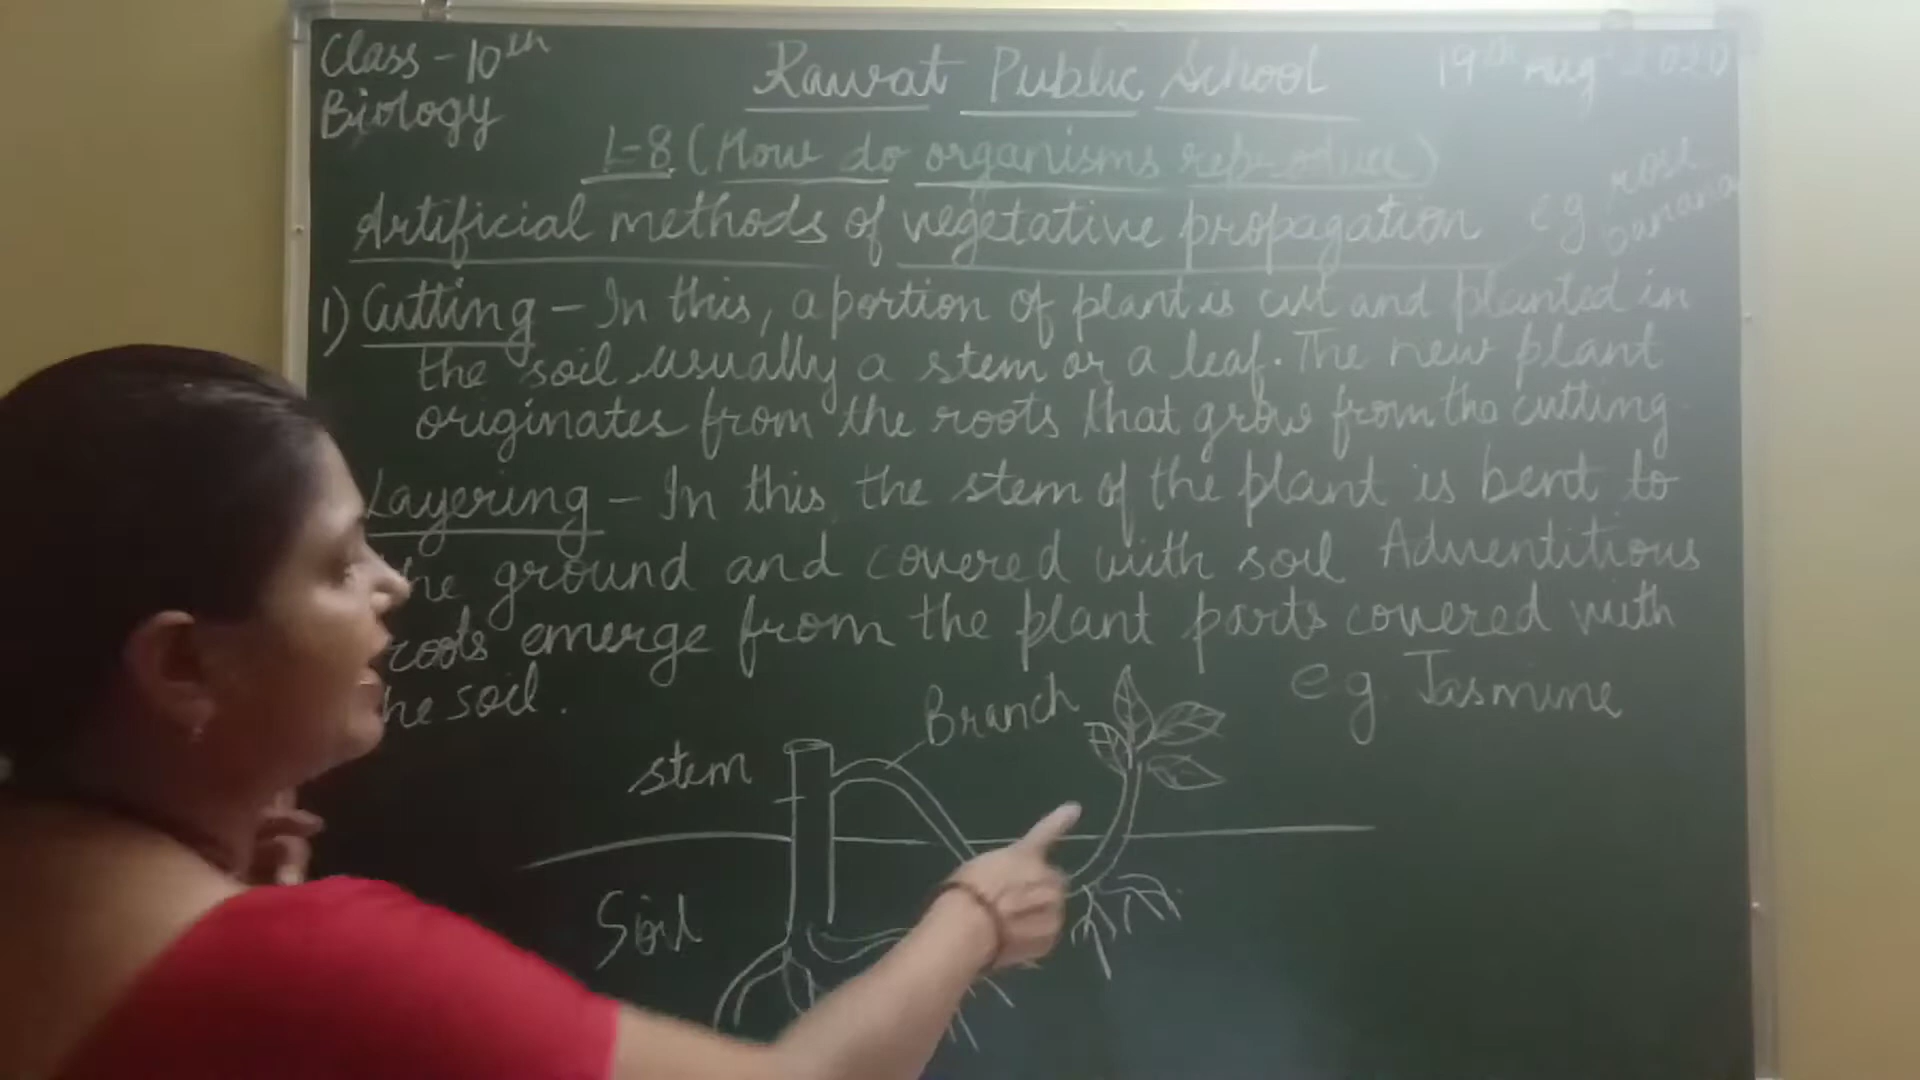 Class - 10th
Rawat Public School
19th Aug 2020
Biology
L-8 (How do organisms reproduce)
Artificial methods of vegetative propagation
eg rose
banana
1) Cutting - In this, a portion of plant is cut and planted in
the soil, usually a stem or a leaf. The new plant
originates from the roots that grow from the cutting
Layering - In this the stem of the plant is bent to
he ground and covered with soil Adventitious
roots emerge from the plant parts covered with
he soil.
eg. Jasmine
Branch
stem
Soil